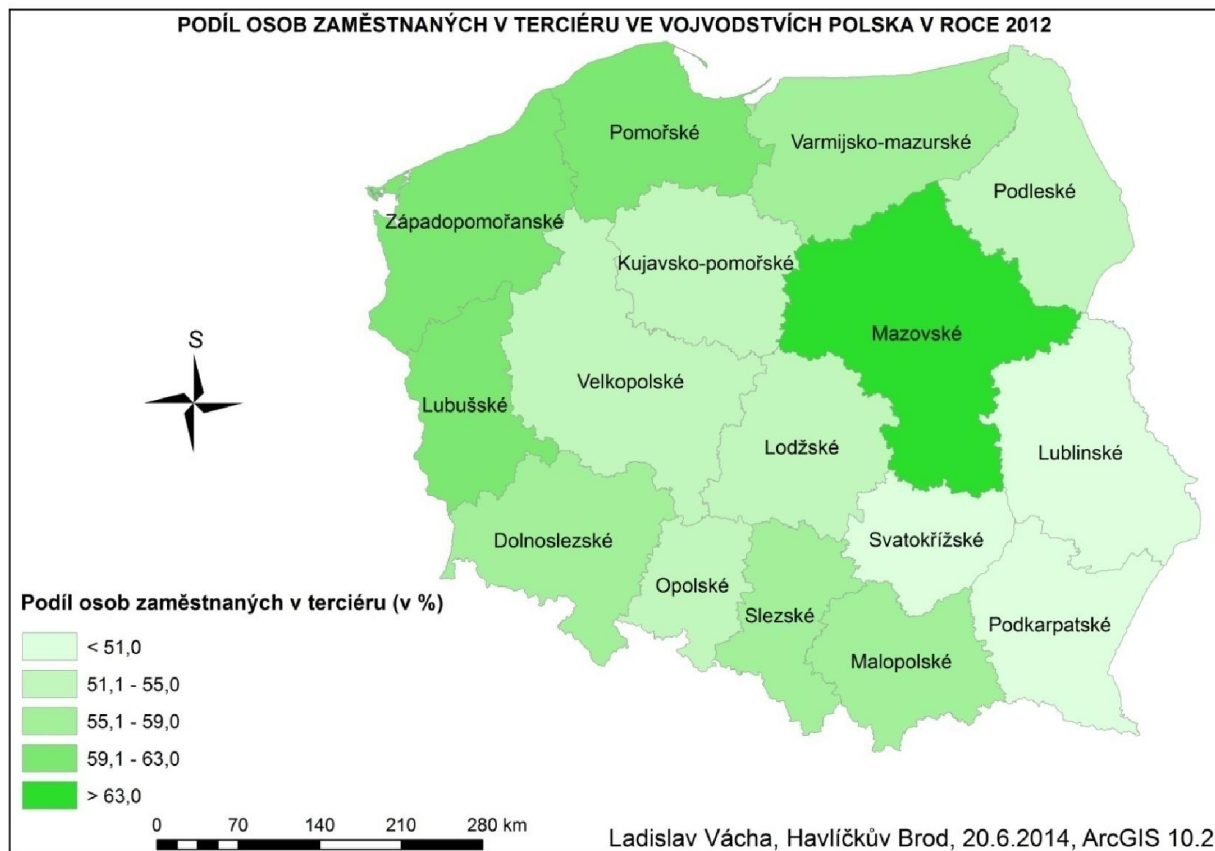 PODÍL OSOB ZAMĚSTNANÝCH V TERCIÉRU VE VOJVODSTVÍCH POLSKA V ROCE 2012
Pomořské
Varmijsko-mazurské
Podleské
Západopomořanské
Kujavsko-pomořské
Mazovské
S
Velkopolské
Lubušské
Lodžské
Lublinské
Dolnoslezské
Svatokřížské
Opolské
Slezské
Podkarpatské
Malopolské
Podíl osob zaměstnaných v terciéru (v %)
< 51,0
51,1 - 55,0
55,1 - 59,0
59,1 - 63,0
> 63,0
0 70 140 210 280 km
Ladislav Vácha, Havlíčkův Brod, 20.6.2014, ArcGIS 10.2